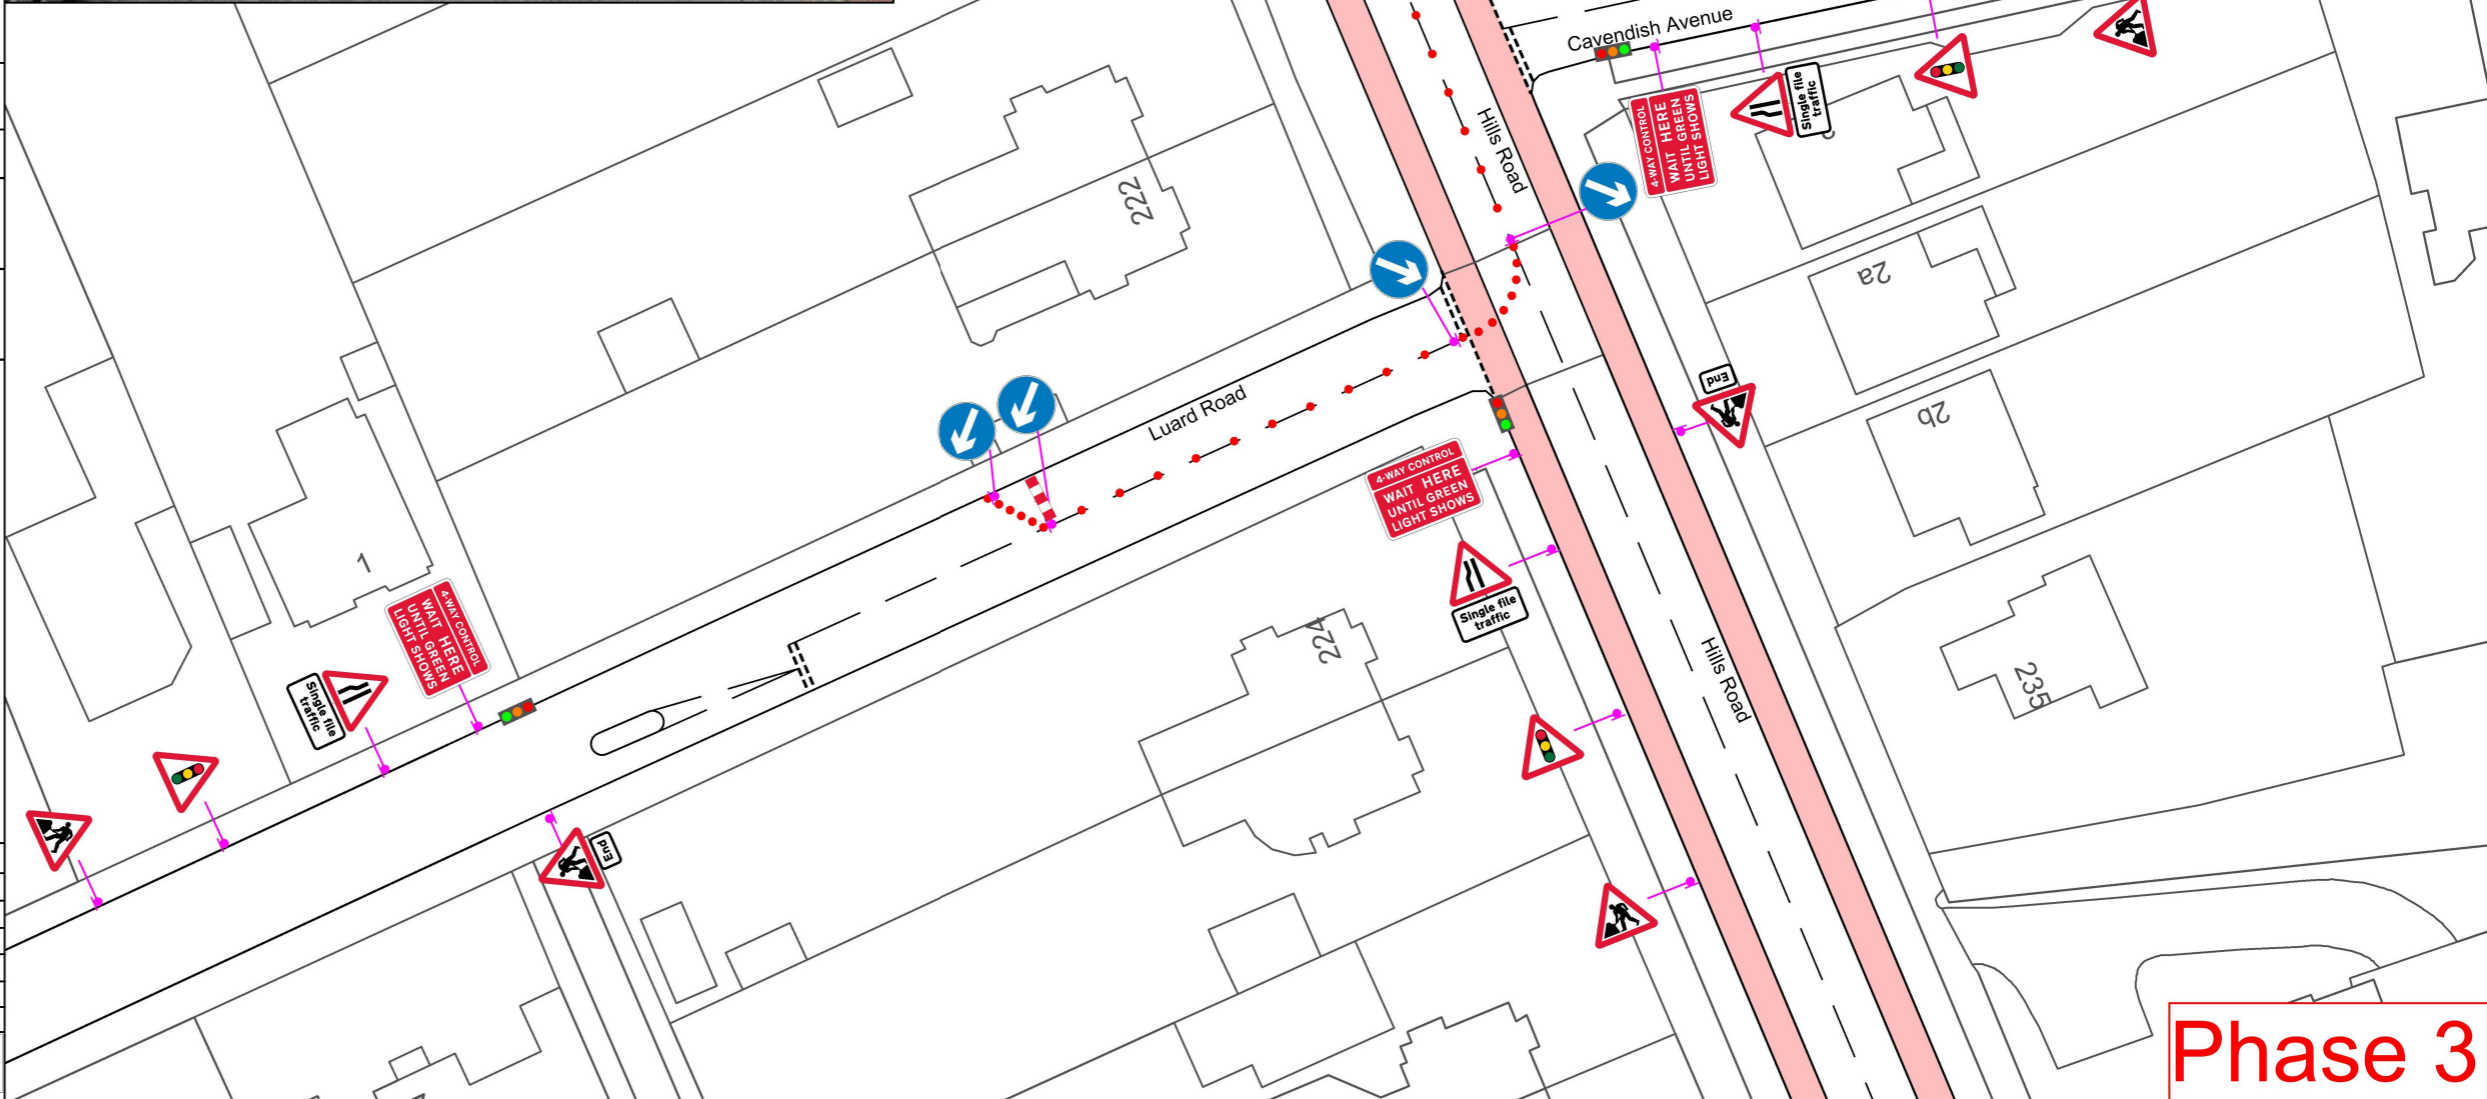 Cavendish Avenue
4-WAY CONTROL
WAIT HERE
UNTIL GREEN
LIGHT SHOWS
Single file
traffic
Hills Road
222
2a
End
2b
Luard Road
4-WAY CONTROL
WAIT HERE
UNTIL GREEN
LIGHT SHOWS
Single file
traffic
1
4-WAY CONTROL
WAIT HERE
UNTIL GREEN
LIGHT SHOWS
Single file
traffic
224
Hills Road
235
End
Phase 3